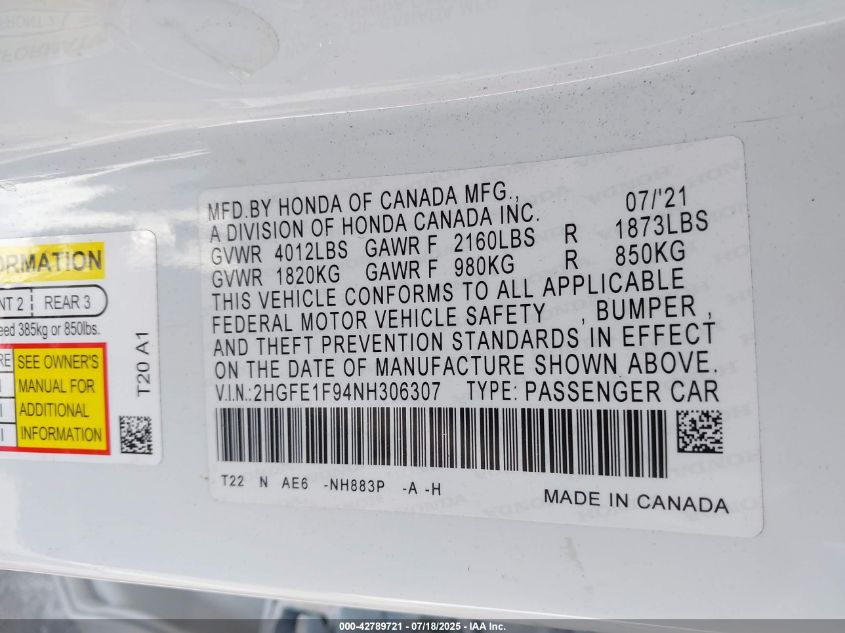 MFD.BY HONDA OF CANADA MFG., 07/'21
A DIVISION OF HONDA CANADA INC.
GVWR 4012LBS GAWR F 2160LBS R 1873LBS
GVWR 1820KG GAWR F 980KG R 850KG
THIS VEHICLE CONFORMS TO ALL APPLICABLE
FEDERAL MOTOR VEHICLE SAFETY , BUMPER ,
AND THEFT PREVENTION STANDARDS IN EFFECT
ON THE DATE OF MANUFACTURE SHOWN ABOVE.
V.I.N.:2HGFE1F94NH306307 TYPE: PASSENGER CAR
T22 N AE6 -NH883P -A -H
MADE IN CANADA
2 REAR 3
385kg or 850lbs.
SEE OWNER'S
MANUAL FOR
ADDITIONAL
INFORMATION
T20 A1
000-42789721 - 07/18/2025 - IAA Inc.